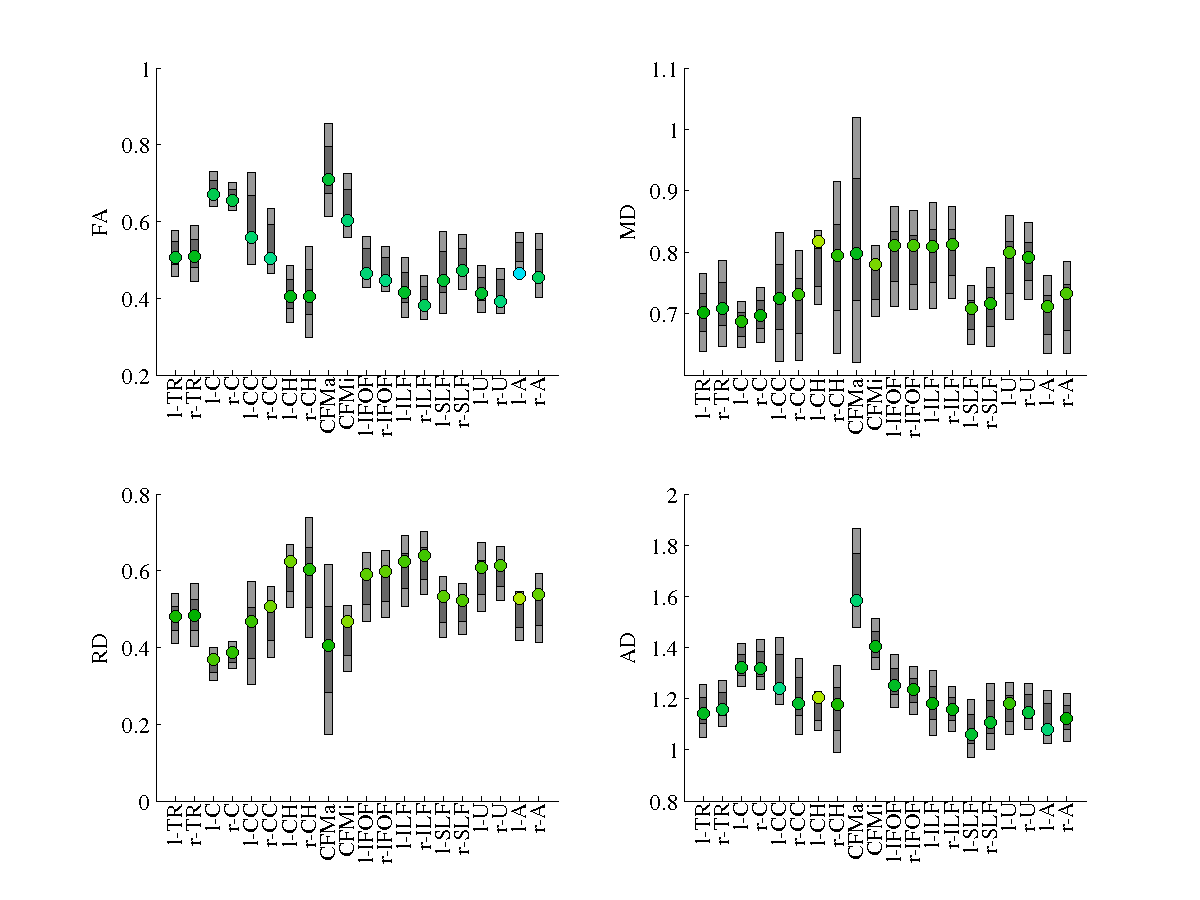 FA
1
0.8
0.6
0.4
0.2
l-TR
r-TR
l-C
r-C
l-CC
r-CC
l-CH
r-CH
CFMa
CFMi
l-IFOF
r-IFOF
l-ILF
r-ILF
l-SLF
r-SLF
l-U
r-U
l-A
r-A
MD
1.1
1
0.9
0.8
0.7
l-TR
r-TR
l-C
r-C
l-CC
r-CC
l-CH
r-CH
CFMa
CFMi
l-IFOF
r-IFOF
l-ILF
r-ILF
l-SLF
r-SLF
l-U
r-U
l-A
r-A
RD
0.8
0.6
0.4
0.2
0
l-TR
r-TR
l-C
r-C
l-CC
r-CC
l-CH
r-CH
CFMa
CFMi
l-IFOF
r-IFOF
l-ILF
r-ILF
l-SLF
r-SLF
l-U
r-U
l-A
r-A
AD
2
1.8
1.6
1.4
1.2
1
0.8
l-TR
r-TR
l-C
r-C
l-CC
r-CC
l-CH
r-CH
CFMa
CFMi
l-IFOF
r-IFOF
l-ILF
r-ILF
l-SLF
r-SLF
l-U
r-U
l-A
r-A